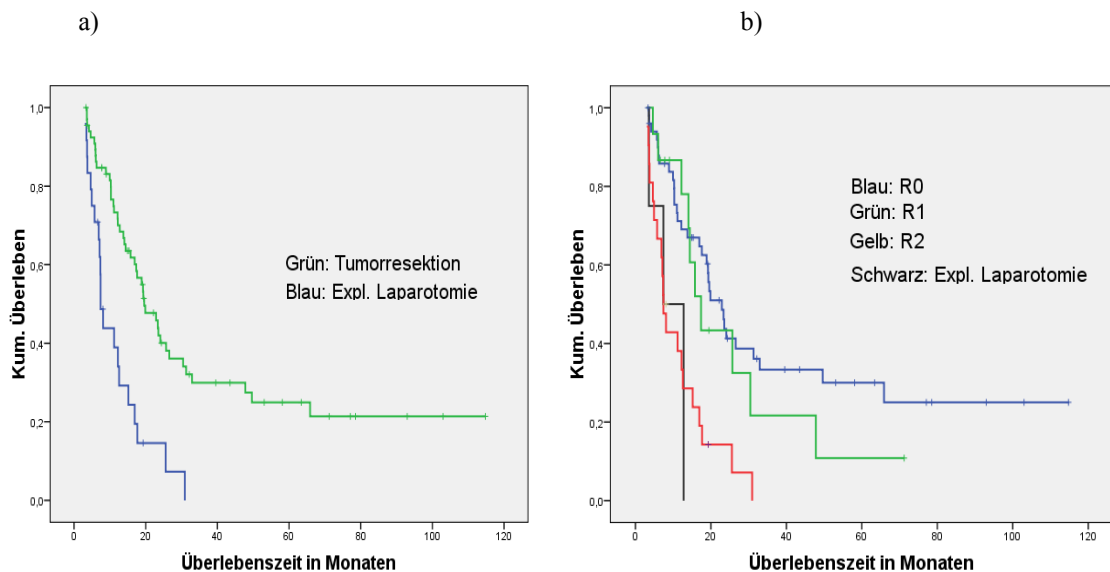 a)
b)
Kum. Überleben
1,0
0,8
0,6
0,4
0,2
0,0
Grün: Tumorresektion
Blau: Expl. Laparotomie
0 20 40 60 80 100 120
Überlebenszeit in Monaten
Kum. Überleben
1,0
0,8
0,6
0,4
0,2
0,0
Blau: R0
Grün: R1
Gelb: R2
Schwarz: Expl. Laparotomie
0 20 40 60 80 100 120
Überlebenszeit in Monaten